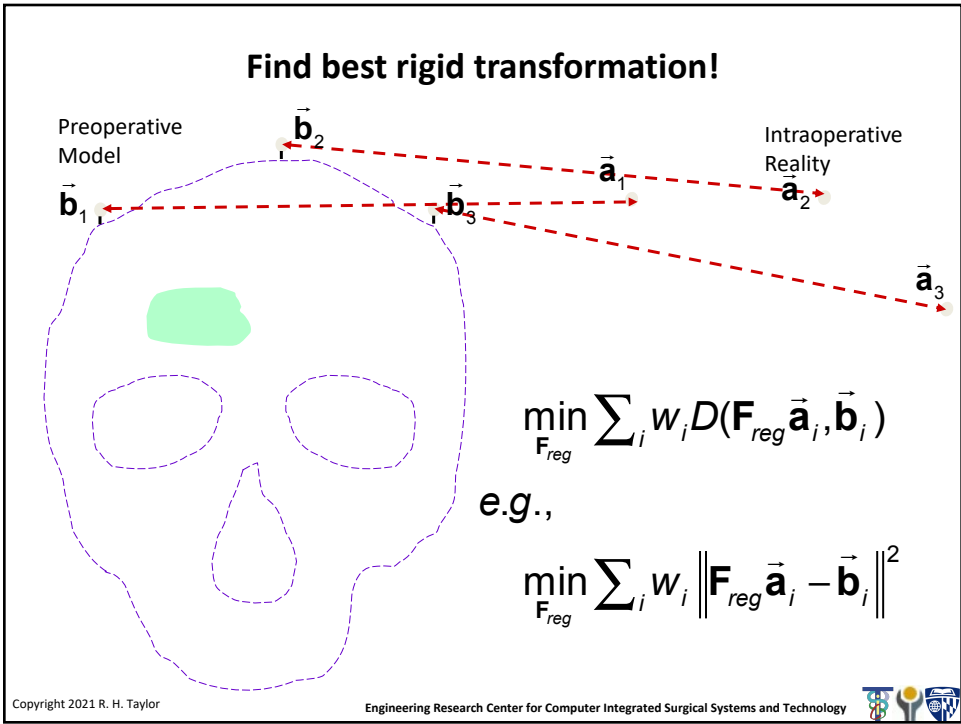 Find best rigid transformation!
Preoperative
Model
Intraoperative
Reality
b⃗₂
a⃗₁
a⃗₂
b⃗₁
b⃗₃
a⃗₃
min_{F_reg} ∑_i w_i D(F_reg a⃗_i, b⃗_i)
e.g.,
min_{F_reg} ∑_i w_i ‖F_reg a⃗_i − b⃗_i‖²
Copyright 2021 R. H. Taylor
Engineering Research Center for Computer Integrated Surgical Systems and Technology